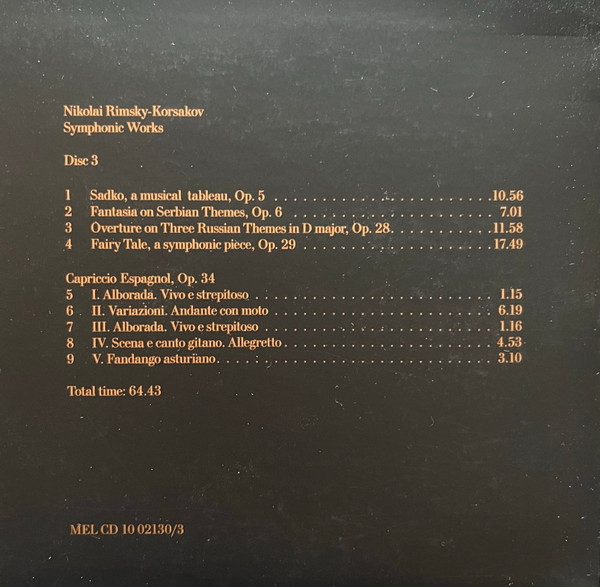 Nikolai Rimsky-Korsakov
Symphonic Works
Disc 3
1 Sadko, a musical tableau, Op. 5 . . . . . . . . . . . . . . . . . . . . . . 10.56
2 Fantasia on Serbian Themes, Op. 6 . . . . . . . . . . . . . . . . . . . . 7.01
3 Overture on Three Russian Themes in D major, Op. 28. . . . . . . . . . 11.58
4 Fairy Tale, a symphonic piece, Op. 29 . . . . . . . . . . . . . . . . . . 17.49
Capriccio Espagnol, Op. 34
5 I. Alborada. Vivo e strepitoso . . . . . . . . . . . . . . . . . . . . . . . 1.15
6 II. Variazioni. Andante con moto . . . . . . . . . . . . . . . . . . . . . 6.19
7 III. Alborada. Vivo e strepitoso . . . . . . . . . . . . . . . . . . . . . . 1.16
8 IV. Scena e canto gitano. Allegretto . . . . . . . . . . . . . . . . . . . . 4.53
9 V. Fandango asturiano. . . . . . . . . . . . . . . . . . . . . . . . . . . 3.10
Total time: 64.43
MEL CD 10 02130/3